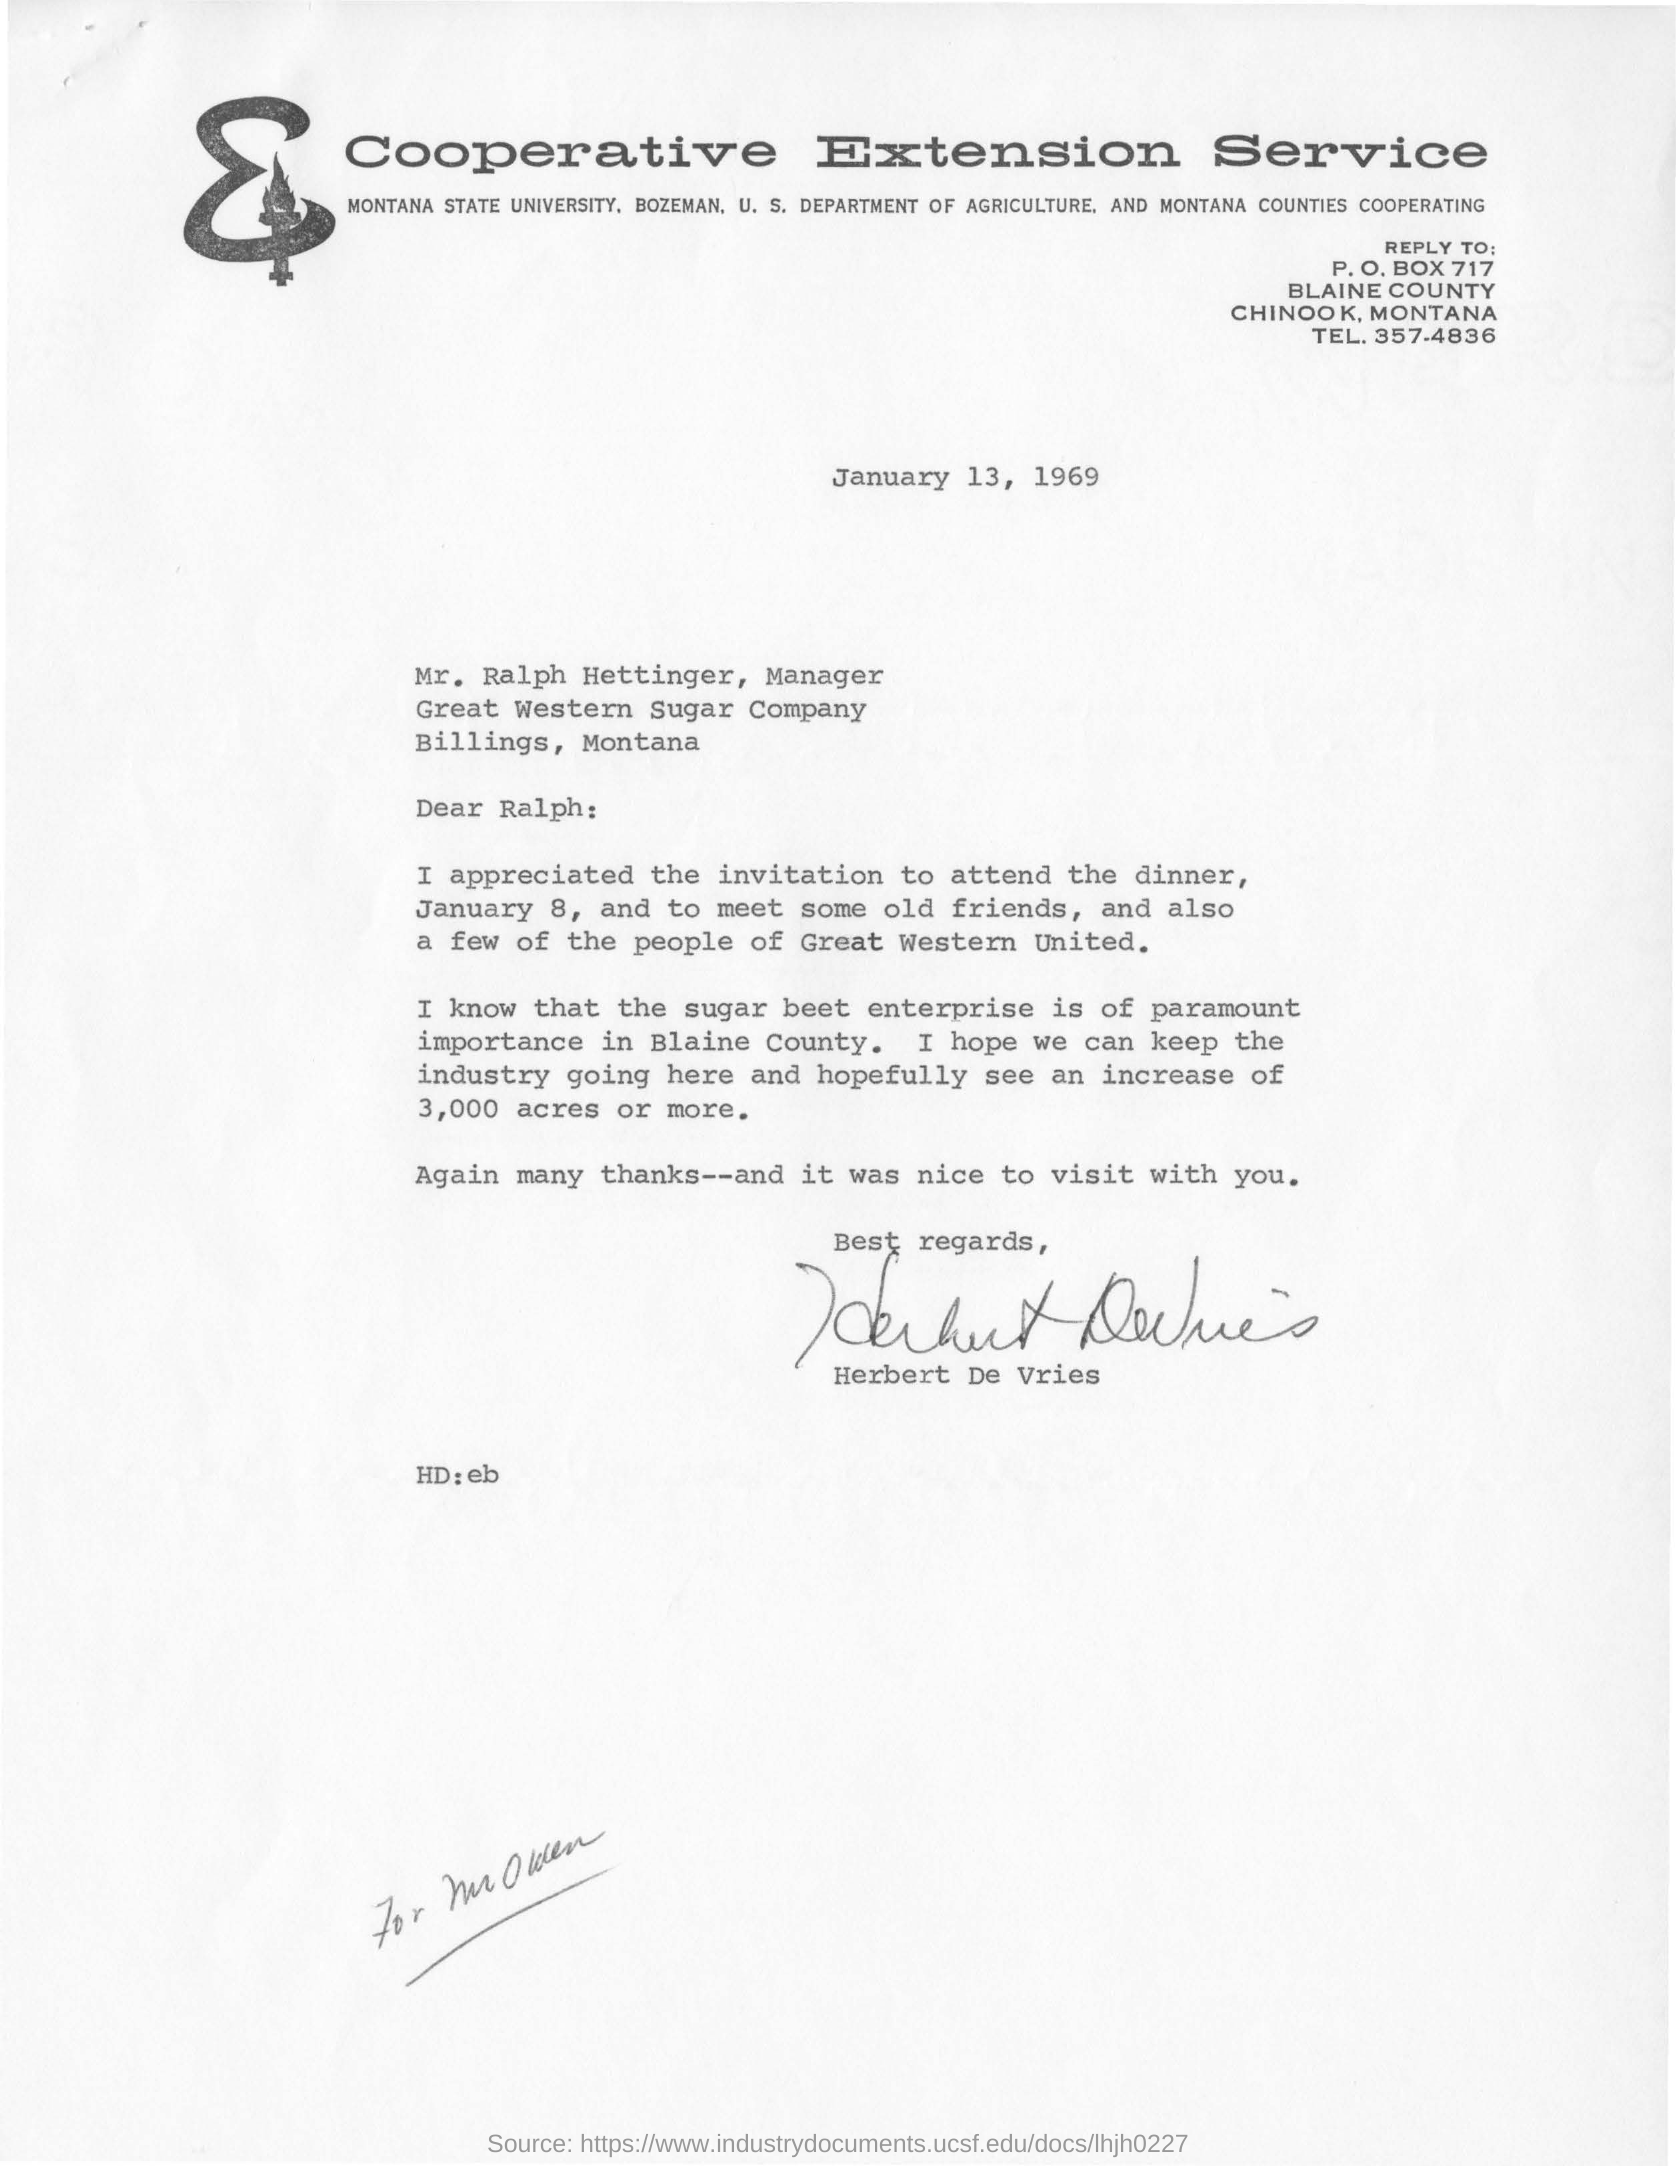 Cooperative Extension Service
MONTANA STATE UNIVERSITY, BOZEMAN, U. S. DEPARTMENT OF AGRICULTURE, AND MONTANA COUNTIES COOPERATING
REPLY TO:
P. O. BOX 717
BLAINE COUNTY
CHINOOK, MONTANA
TEL. 357-4836
January 13, 1969
Mr. Ralph Hettinger, Manager
Great Western Sugar Company
Billings, Montana
Dear Ralph:
I appreciated the invitation to attend the dinner,
January 8, and to meet some old friends, and also
a few of the people of Great Western United.
I know that the sugar beet enterprise is of paramount
importance in Blaine County.  I hope we can keep the
industry going here and hopefully see an increase of
3,000 acres or more.
Again many thanks--and it was nice to visit with you.
Best regards,
Herbert DeVries
Herbert De Vries
HD:eb
For Mr Owen
Source: https://www.industrydocuments.ucsf.edu/docs/lhjh0227